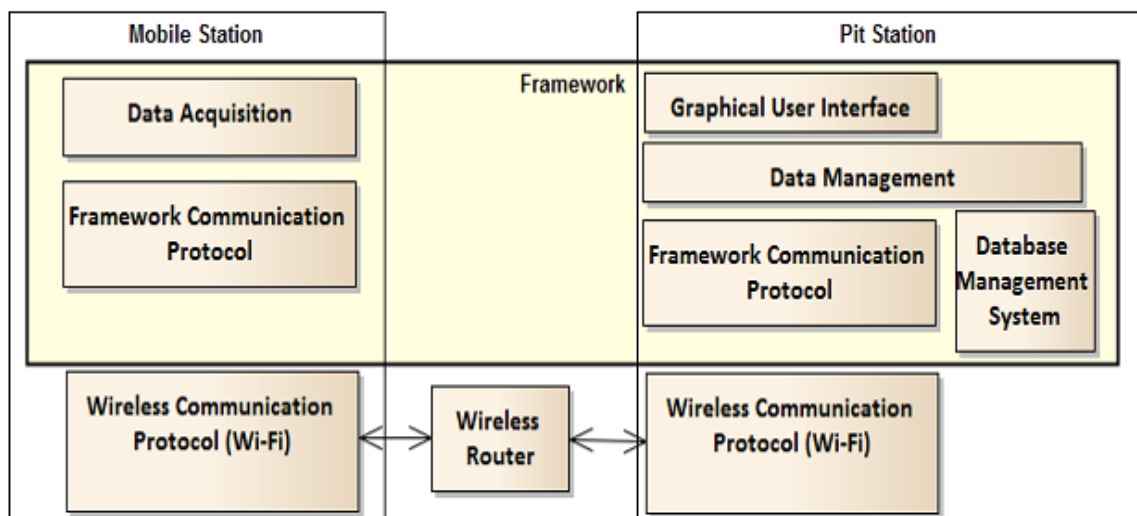 Mobile Station
Pit Station
Framework
Data Acquisition
Framework Communication
Protocol
Graphical User Interface
Data Management
Framework Communication
Protocol
Database
Management
System
Wireless Communication
Protocol (Wi-Fi)
Wireless
Router
Wireless Communication
Protocol (Wi-Fi)